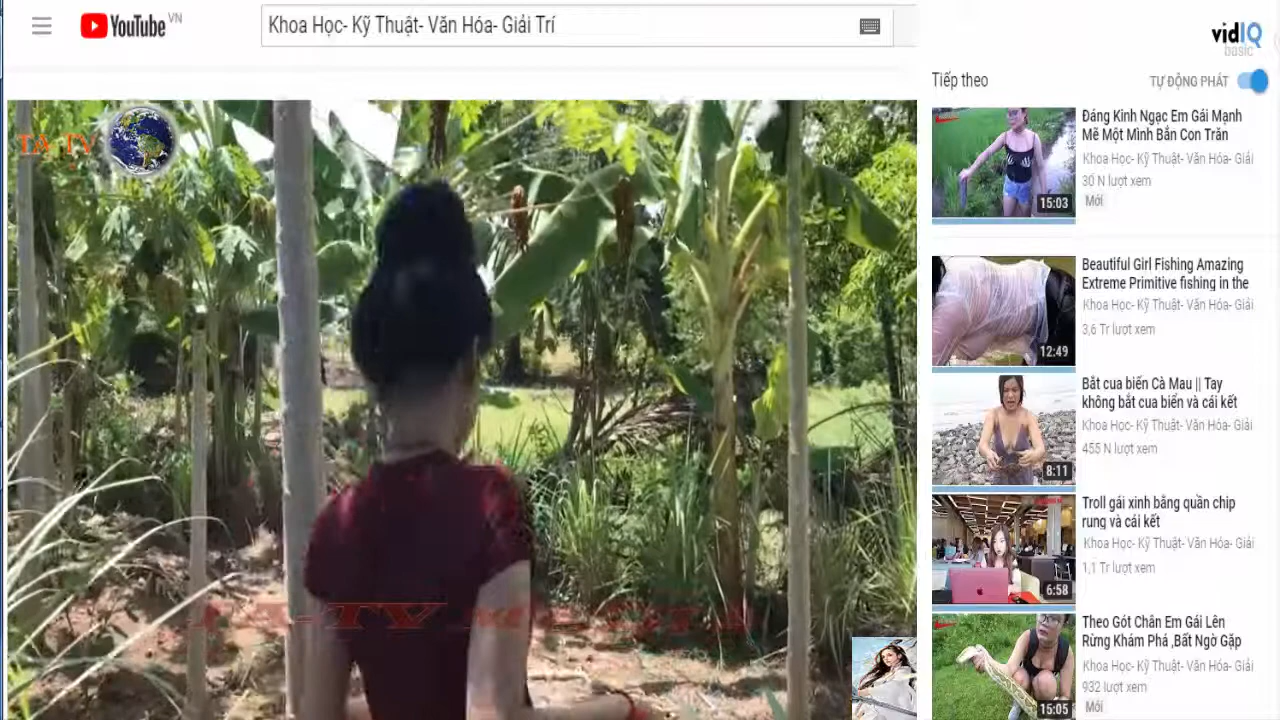 YouTube VN
Khoa Học- Kỹ Thuật- Văn Hóa- Giải Trí
vidIQ
basic
TA-TV
Tiếp theo
TỰ ĐỘNG PHÁT
Đáng Kinh Ngạc Em Gái Mạnh
Mẽ Một Mình Bắn Con Trăn
Khoa Học- Kỹ Thuật- Văn Hóa- Giải
30 N lượt xem
Mới
15:03
Beautiful Girl Fishing Amazing
Extreme Primitive fishing in the
Khoa Học- Kỹ Thuật- Văn Hóa- Giải
3,6 Tr lượt xem
12:49
Bắt cua biển Cà Mau || Tay
không bắt cua biển và cái kết
Khoa Học- Kỹ Thuật- Văn Hóa- Giải
455 N lượt xem
8:11
Troll gái xinh bằng quần chip
rung và cái kết
Khoa Học- Kỹ Thuật- Văn Hóa- Giải
1,1 Tr lượt xem
6:58
Theo Gót Chân Em Gái Lên
Rừng Khám Phá ,Bất Ngờ Gặp
Khoa Học- Kỹ Thuật- Văn Hóa- Giải
932 lượt xem
Mới
15:05